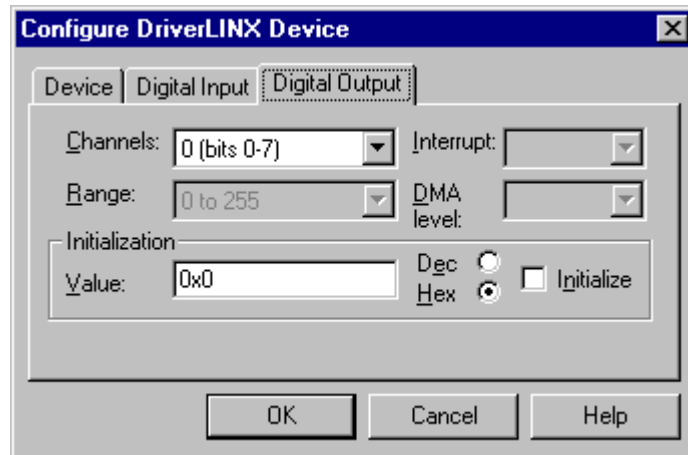 Configure DriverLINX Device
Device Digital Input Digital Output
Channels: 0 (bits 0-7) Interrupt:
Range: 0 to 255 DMA level:
Initialization
Value: 0x0 Dec Hex Initialize
OK Cancel Help